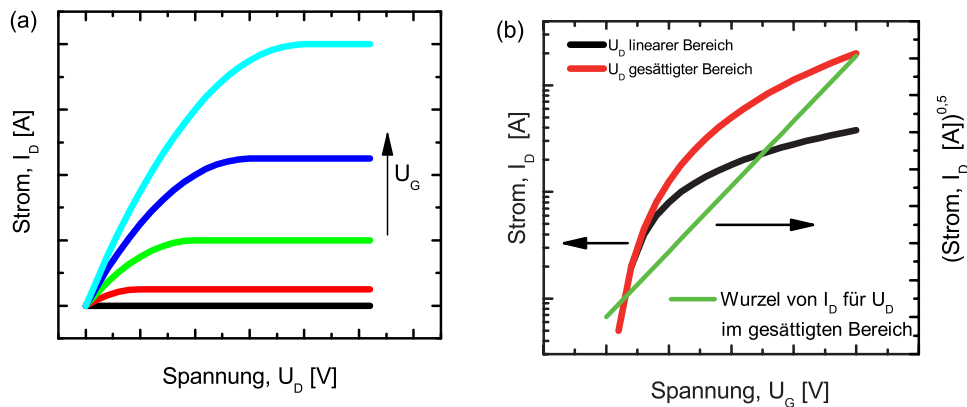 (a)
Strom, I_D [A]
U_G
Spannung, U_D [V]
(b)
U_D linearer Bereich
U_D gesättigter Bereich
Strom, I_D [A]
(Strom, I_D [A])^0,5
Wurzel von I_D für U_D
im gesättigten Bereich
Spannung, U_G [V]